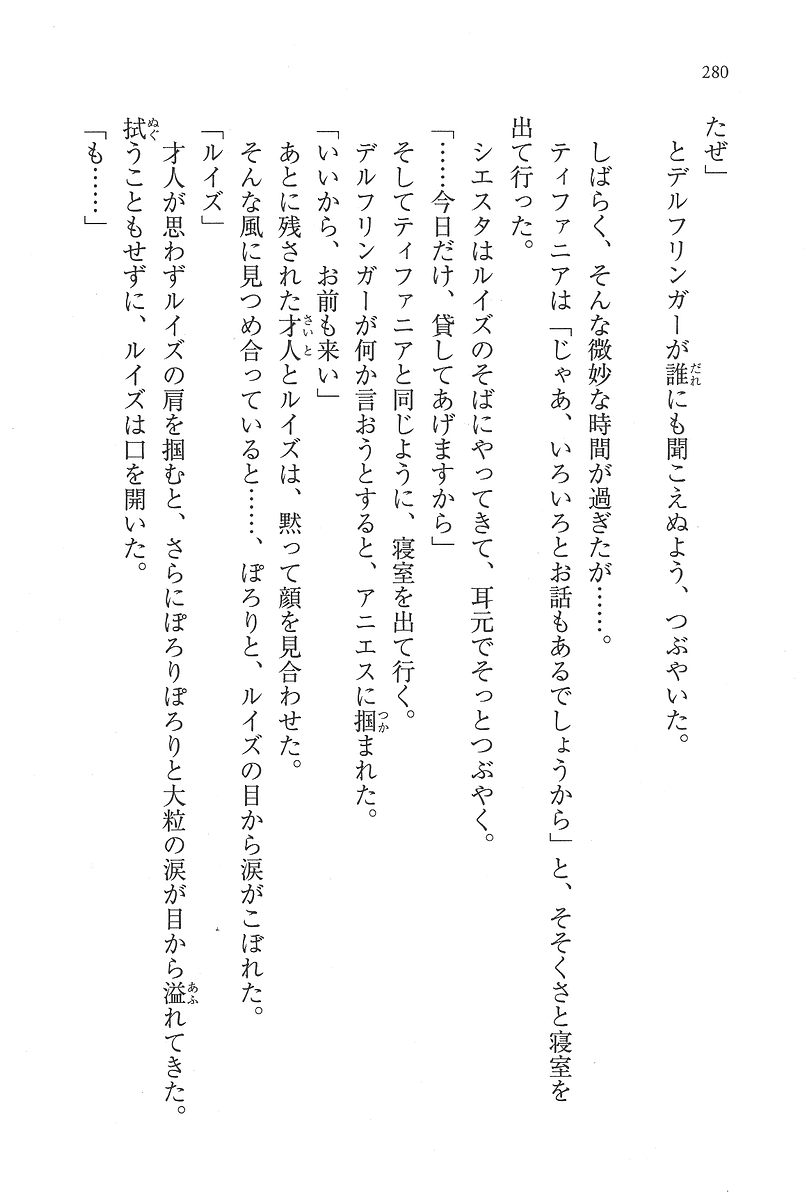 280
たぜ」
とデルフリンガーが誰にも聞こえぬよう、つぶやいた。
しばらく、そんな微妙な時間が過ぎたが……。
ティファニアは「じゃあ、いろいろとお話もあるでしょうから」と、そそくさと寝室を
出て行った。
シエスタはルイズのそばにやってきて、耳元でそっとつぶやく。
「……今日だけ、貸してあげますから」
そしてティファニアと同じように、寝室を出て行く。
デルフリンガーが何か言おうとすると、アニエスに掴まれた。
「いいから、お前も来い」
あとに残された才人とルイズは、黙って顔を見合わせた。
そんな風に見つめ合っていると……、ぽろりと、ルイズの目から涙がこぼれた。
「ルイズ」
才人が思わずルイズの肩を掴むと、さらにぽろりぽろりと大粒の涙が目から溢れてきた。
拭うこともせずに、ルイズは口を開いた。
「も……」